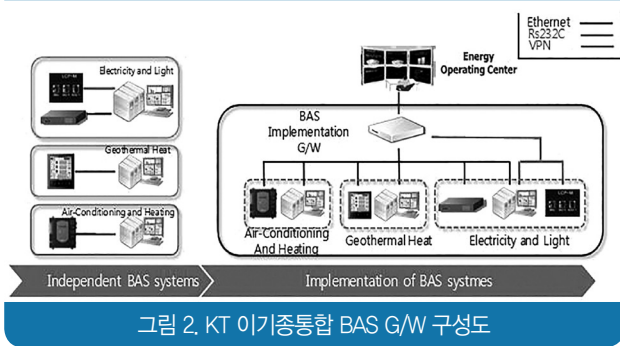 Ethernet
Rs232C
VPN
Energy
Operating Center
Electricity and Light
LCP-M
Geothermal Heat
Air-Conditioning and Heating
BAS
Implementation
G/W
Air-Conditioning
And Heating
Geothermal Heat
Electricity and Light
Independent BAS systems
Implementation of BAS systmes
그림 2. KT 이기종통합 BAS G/W 구성도